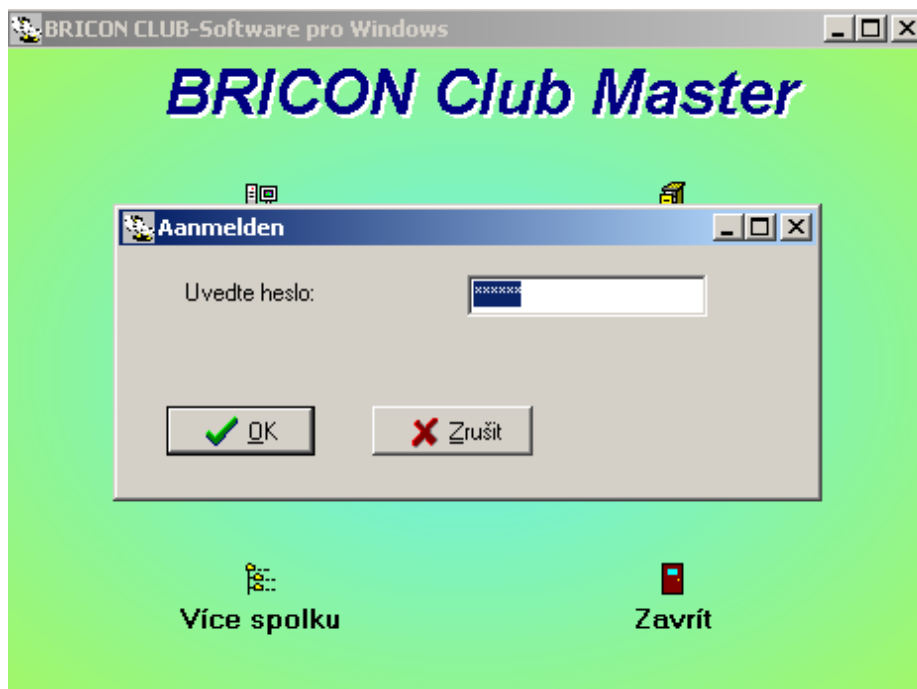 BRICON CLUB-Software pro Windows
BRICON Club Master
Aanmelden
Uvedte heslo:
******
OK
Zrušit
Více spolku
Zavrít